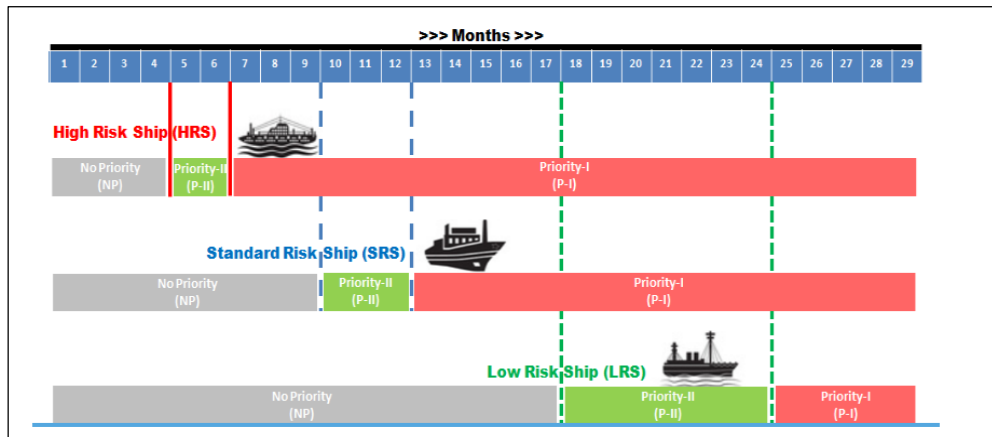 >>> Months >>>
1 2 3 4 5 6 7 8 9 10 11 12 13 14 15 16 17 18 19 20 21 22 23 24 25 26 27 28 29
High Risk Ship (HRS)
No Priority Priority-II Priority-I
(NP) (P-II) (P-I)
Standard Risk Ship (SRS)
No Priority Priority-II Priority-I
(NP) (P-II) (P-I)
Low Risk Ship (LRS)
No Priority Priority-II Priority-I
(NP) (P-II) (P-I)